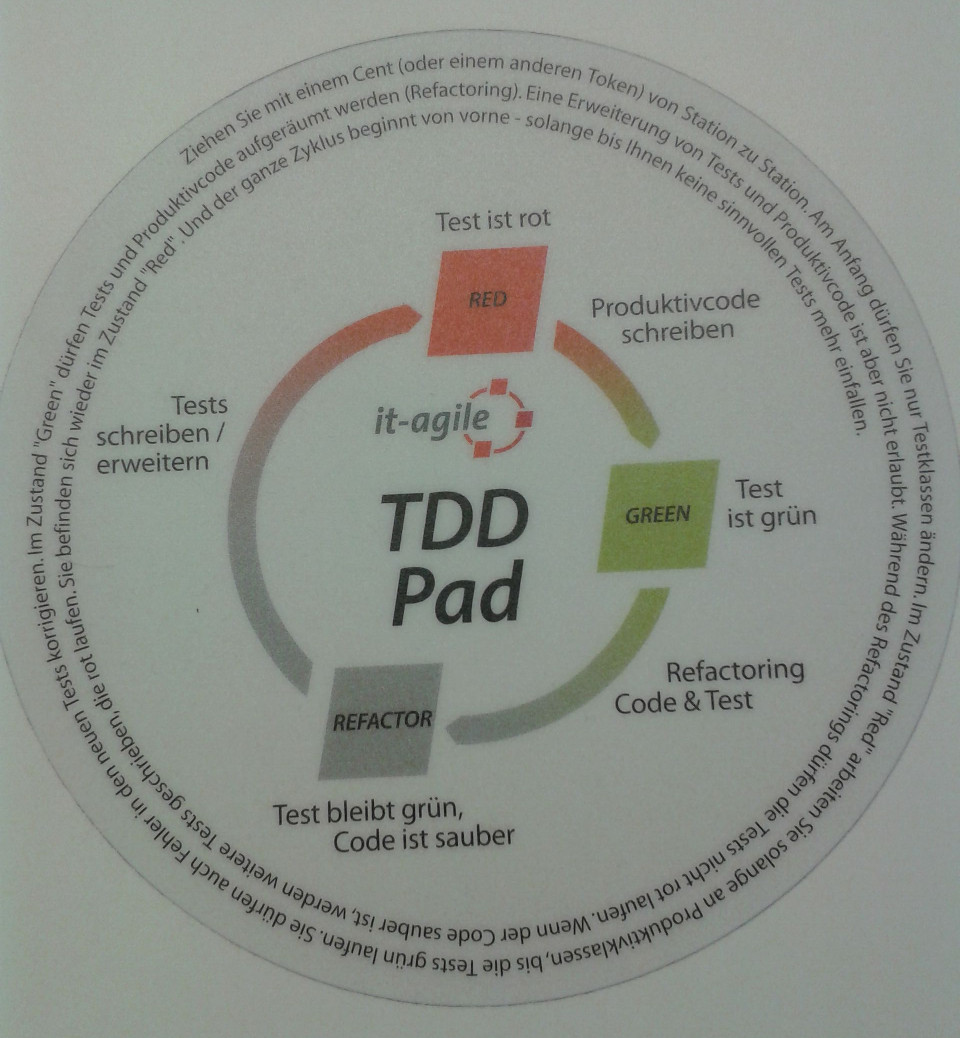 Ziehen Sie mit einem Cent (oder einem anderen Token) von Station zu Station. Am Anfang dürfen Sie nur Testklassen ändern. Im Zustand "Red" arbeiten Sie solange an Produktivklassen, bis die Tests grün laufen. Sie dürfen auch Fehler in den neuen Tests korrigieren. Im Zustand "Green" dürfen Tests und Produktivcode aufgeräumt werden (Refactoring). Eine Erweiterung von Tests und Produktivcode ist aber nicht erlaubt. Während des Refactorings dürfen die Tests nicht rot laufen. Wenn der Code sauber ist, werden weitere Tests geschrieben, die rot laufen. Sie befinden sich wieder im Zustand "Red". Und der ganze Zyklus beginnt von vorne - solange bis Ihnen keine sinnvollen Tests mehr einfallen.
Test ist rot
RED
Produktivcode
schreiben
Tests
schreiben /
erweitern
it-agile
TDD
Pad
GREEN
Test
ist grün
Refactoring
Code & Test
REFACTOR
Test bleibt grün,
Code ist sauber